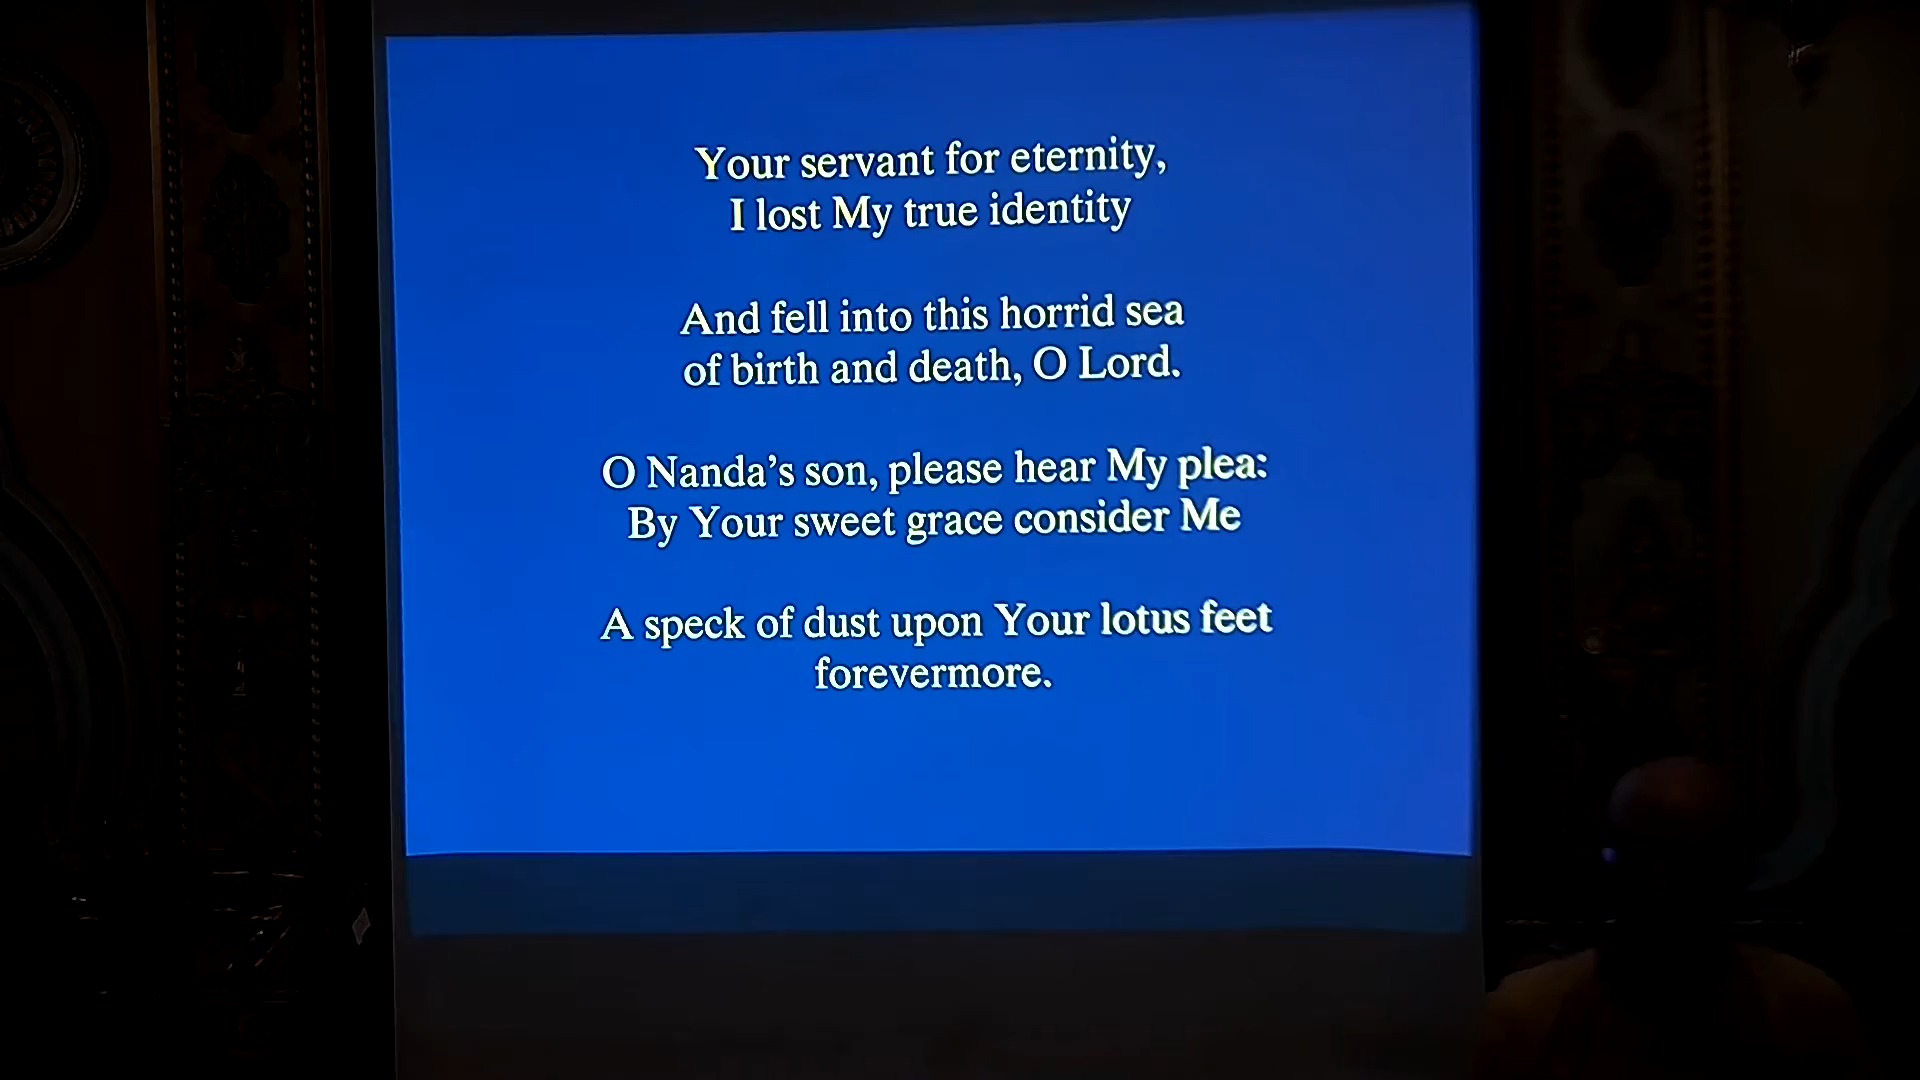 Your servant for eternity,
I lost My true identity
And fell into this horrid sea
of birth and death, O Lord.
O Nanda’s son, please hear My plea:
By Your sweet grace consider Me
A speck of dust upon Your lotus feet
forevermore.